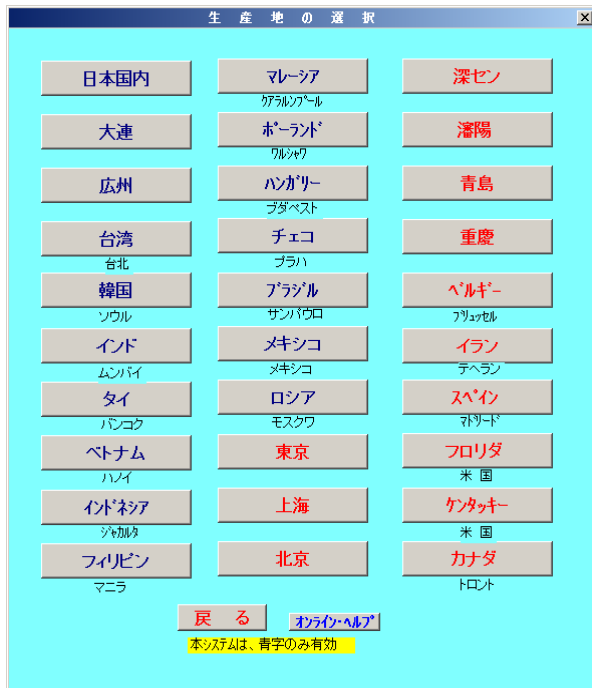 生 産 地 の 選 択
日本国内
大連
広州
台湾
台北
韓国
ソウル
インド
ムンバイ
タイ
バンコク
ベトナム
ハノイ
インドネシア
ジャカルタ
フィリピン
マニラ
マレーシア
クアラルンプール
ポーランド
ワルシャワ
ハンガリー
ブダペスト
チェコ
プラハ
ブラジル
サンパウロ
メキシコ
メキシコ
ロシア
モスクワ
東京
上海
北京
深セン
瀋陽
青島
重慶
ベルギー
ブリュッセル
イラン
テヘラン
スペイン
マドリード
フロリダ
米 国
ケンタッキー
米 国
カナダ
トロント
戻 る
オンライン・ヘルプ
本システムは、青字のみ有効